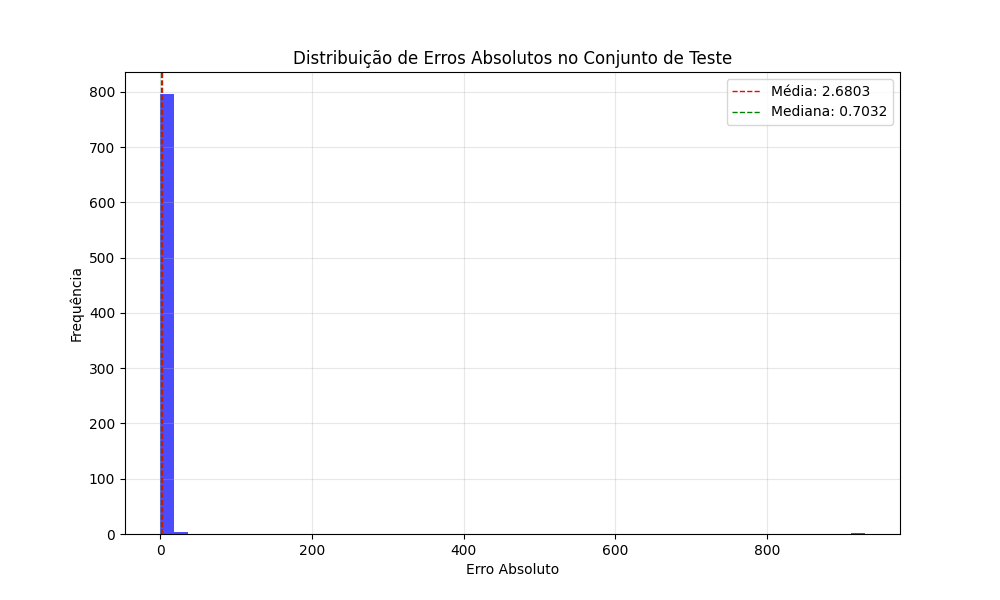 Distribuição de Erros Absolutos no Conjunto de Teste
Média: 2.6803
Mediana: 0.7032
Frequência
800
700
600
500
400
300
200
100
0
0 200 400 600 800
Erro Absoluto